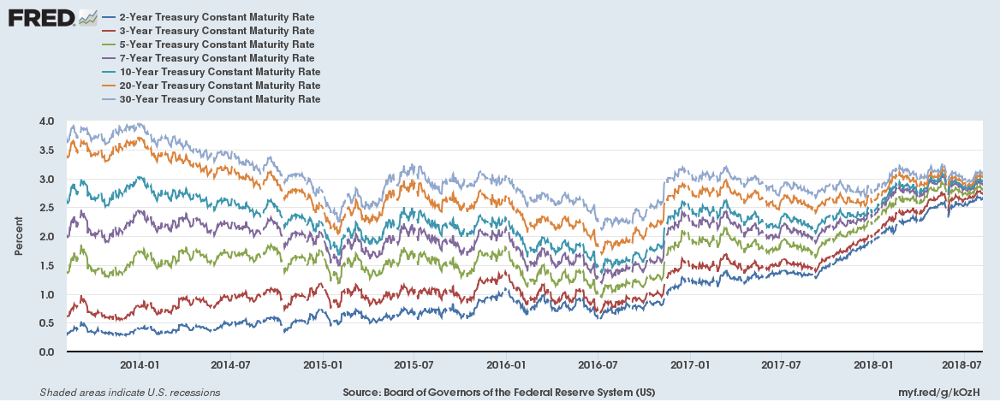 FRED
2-Year Treasury Constant Maturity Rate
3-Year Treasury Constant Maturity Rate
5-Year Treasury Constant Maturity Rate
7-Year Treasury Constant Maturity Rate
10-Year Treasury Constant Maturity Rate
20-Year Treasury Constant Maturity Rate
30-Year Treasury Constant Maturity Rate
Percent
4.0
3.5
3.0
2.5
2.0
1.5
1.0
0.5
0.0
2014-01 2014-07 2015-01 2015-07 2016-01 2016-07 2017-01 2017-07 2018-01 2018-07
Shaded areas indicate U.S. recessions Source: Board of Governors of the Federal Reserve System (US) myf.red/g/kOzH